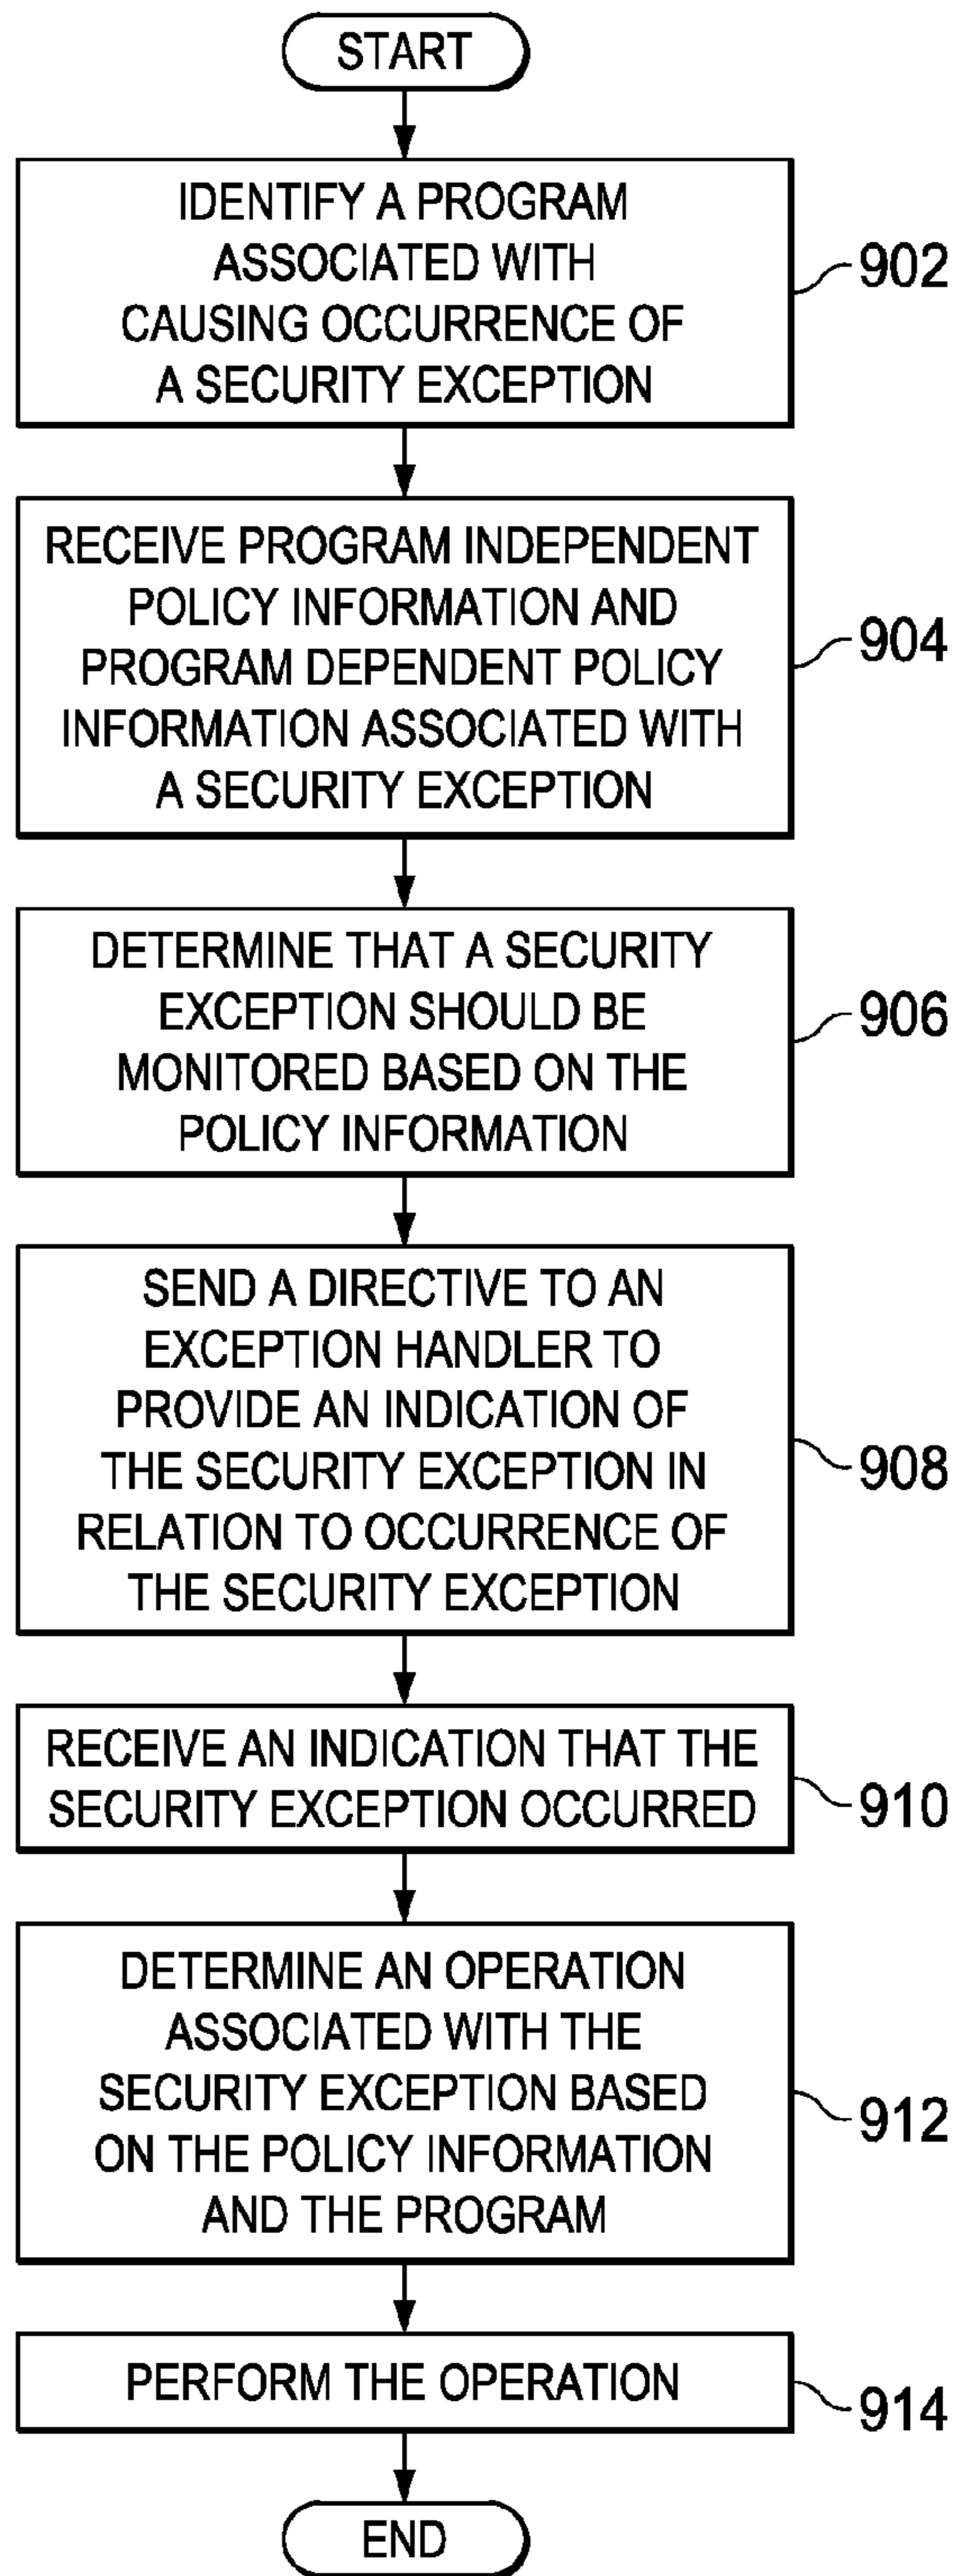 START
IDENTIFY A PROGRAM
ASSOCIATED WITH
CAUSING OCCURRENCE OF
A SECURITY EXCEPTION
902
RECEIVE PROGRAM INDEPENDENT
POLICY INFORMATION AND
PROGRAM DEPENDENT POLICY
INFORMATION ASSOCIATED WITH
A SECURITY EXCEPTION
904
DETERMINE THAT A SECURITY
EXCEPTION SHOULD BE
MONITORED BASED ON THE
POLICY INFORMATION
906
SEND A DIRECTIVE TO AN
EXCEPTION HANDLER TO
PROVIDE AN INDICATION OF
THE SECURITY EXCEPTION IN
RELATION TO OCCURRENCE OF
THE SECURITY EXCEPTION
908
RECEIVE AN INDICATION THAT THE
SECURITY EXCEPTION OCCURRED
910
DETERMINE AN OPERATION
ASSOCIATED WITH THE
SECURITY EXCEPTION BASED
ON THE POLICY INFORMATION
AND THE PROGRAM
912
PERFORM THE OPERATION
914
END